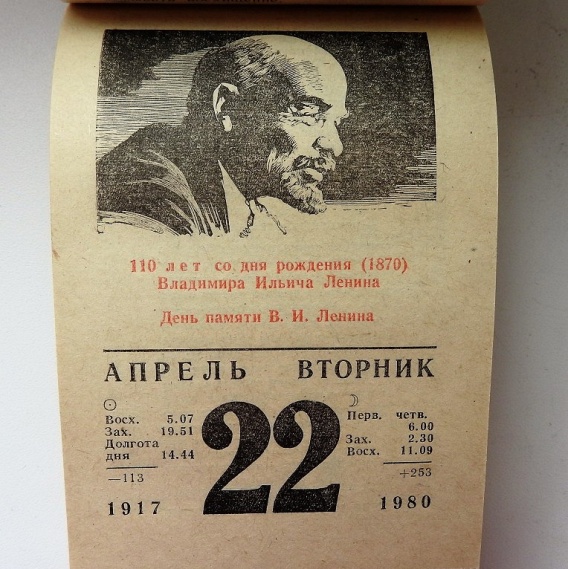 110 лет со дня рождения (1870)
Владимира Ильича Ленина
День памяти В. И. Ленина
АПРЕЛЬ ВТОРНИК
Восх. 5.07
Зах. 19.51
Долгота
дня 14.44
—113
1917
22
Перв. четв.
6.00
Зах. 2.30
Восх. 11.09
+253
1980